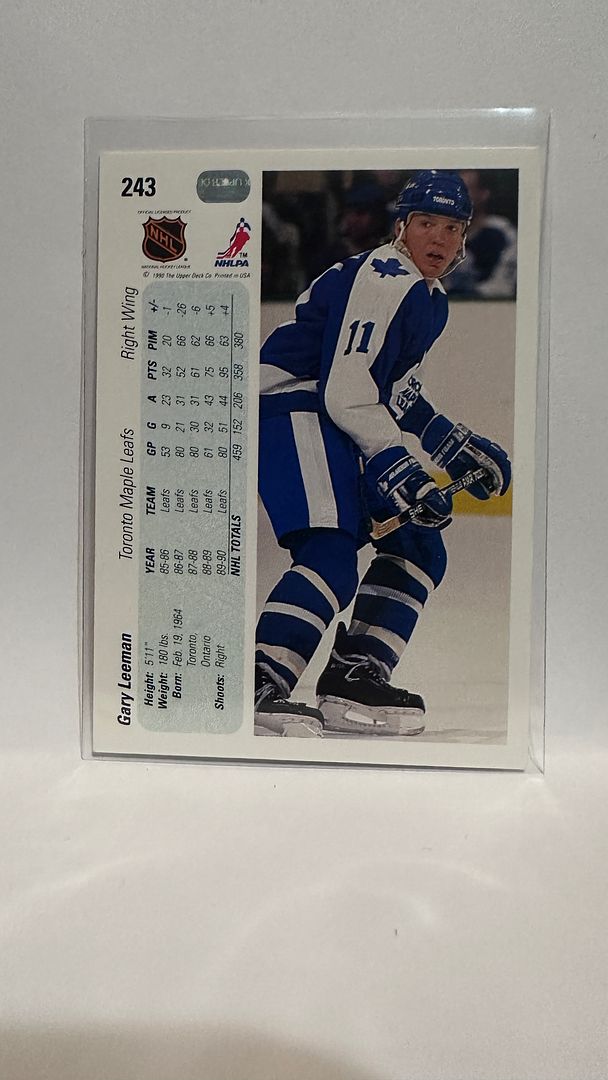 243
OFFICIAL LICENSED PRODUCT
NHL
NATIONAL HOCKEY LEAGUE
NHLPA
TM
© 1990 The Upper Deck Co. Printed in USA
Gary Leeman Toronto Maple Leafs Right Wing
Height: 5'11"
Weight: 180 lbs.
Born: Feb. 19, 1964
Toronto,
Ontario
Shoots: Right
YEAR TEAM GP G A PTS PIM +/-
85-86 Leafs 53 9 23 32 20 -1
86-87 Leafs 80 21 31 52 66 -26
87-88 Leafs 80 30 31 61 62 -6
88-89 Leafs 61 32 43 75 66 +5
89-90 Leafs 80 51 44 95 63 +4
NHL TOTALS 459 152 206 358 380
TORONTO
11